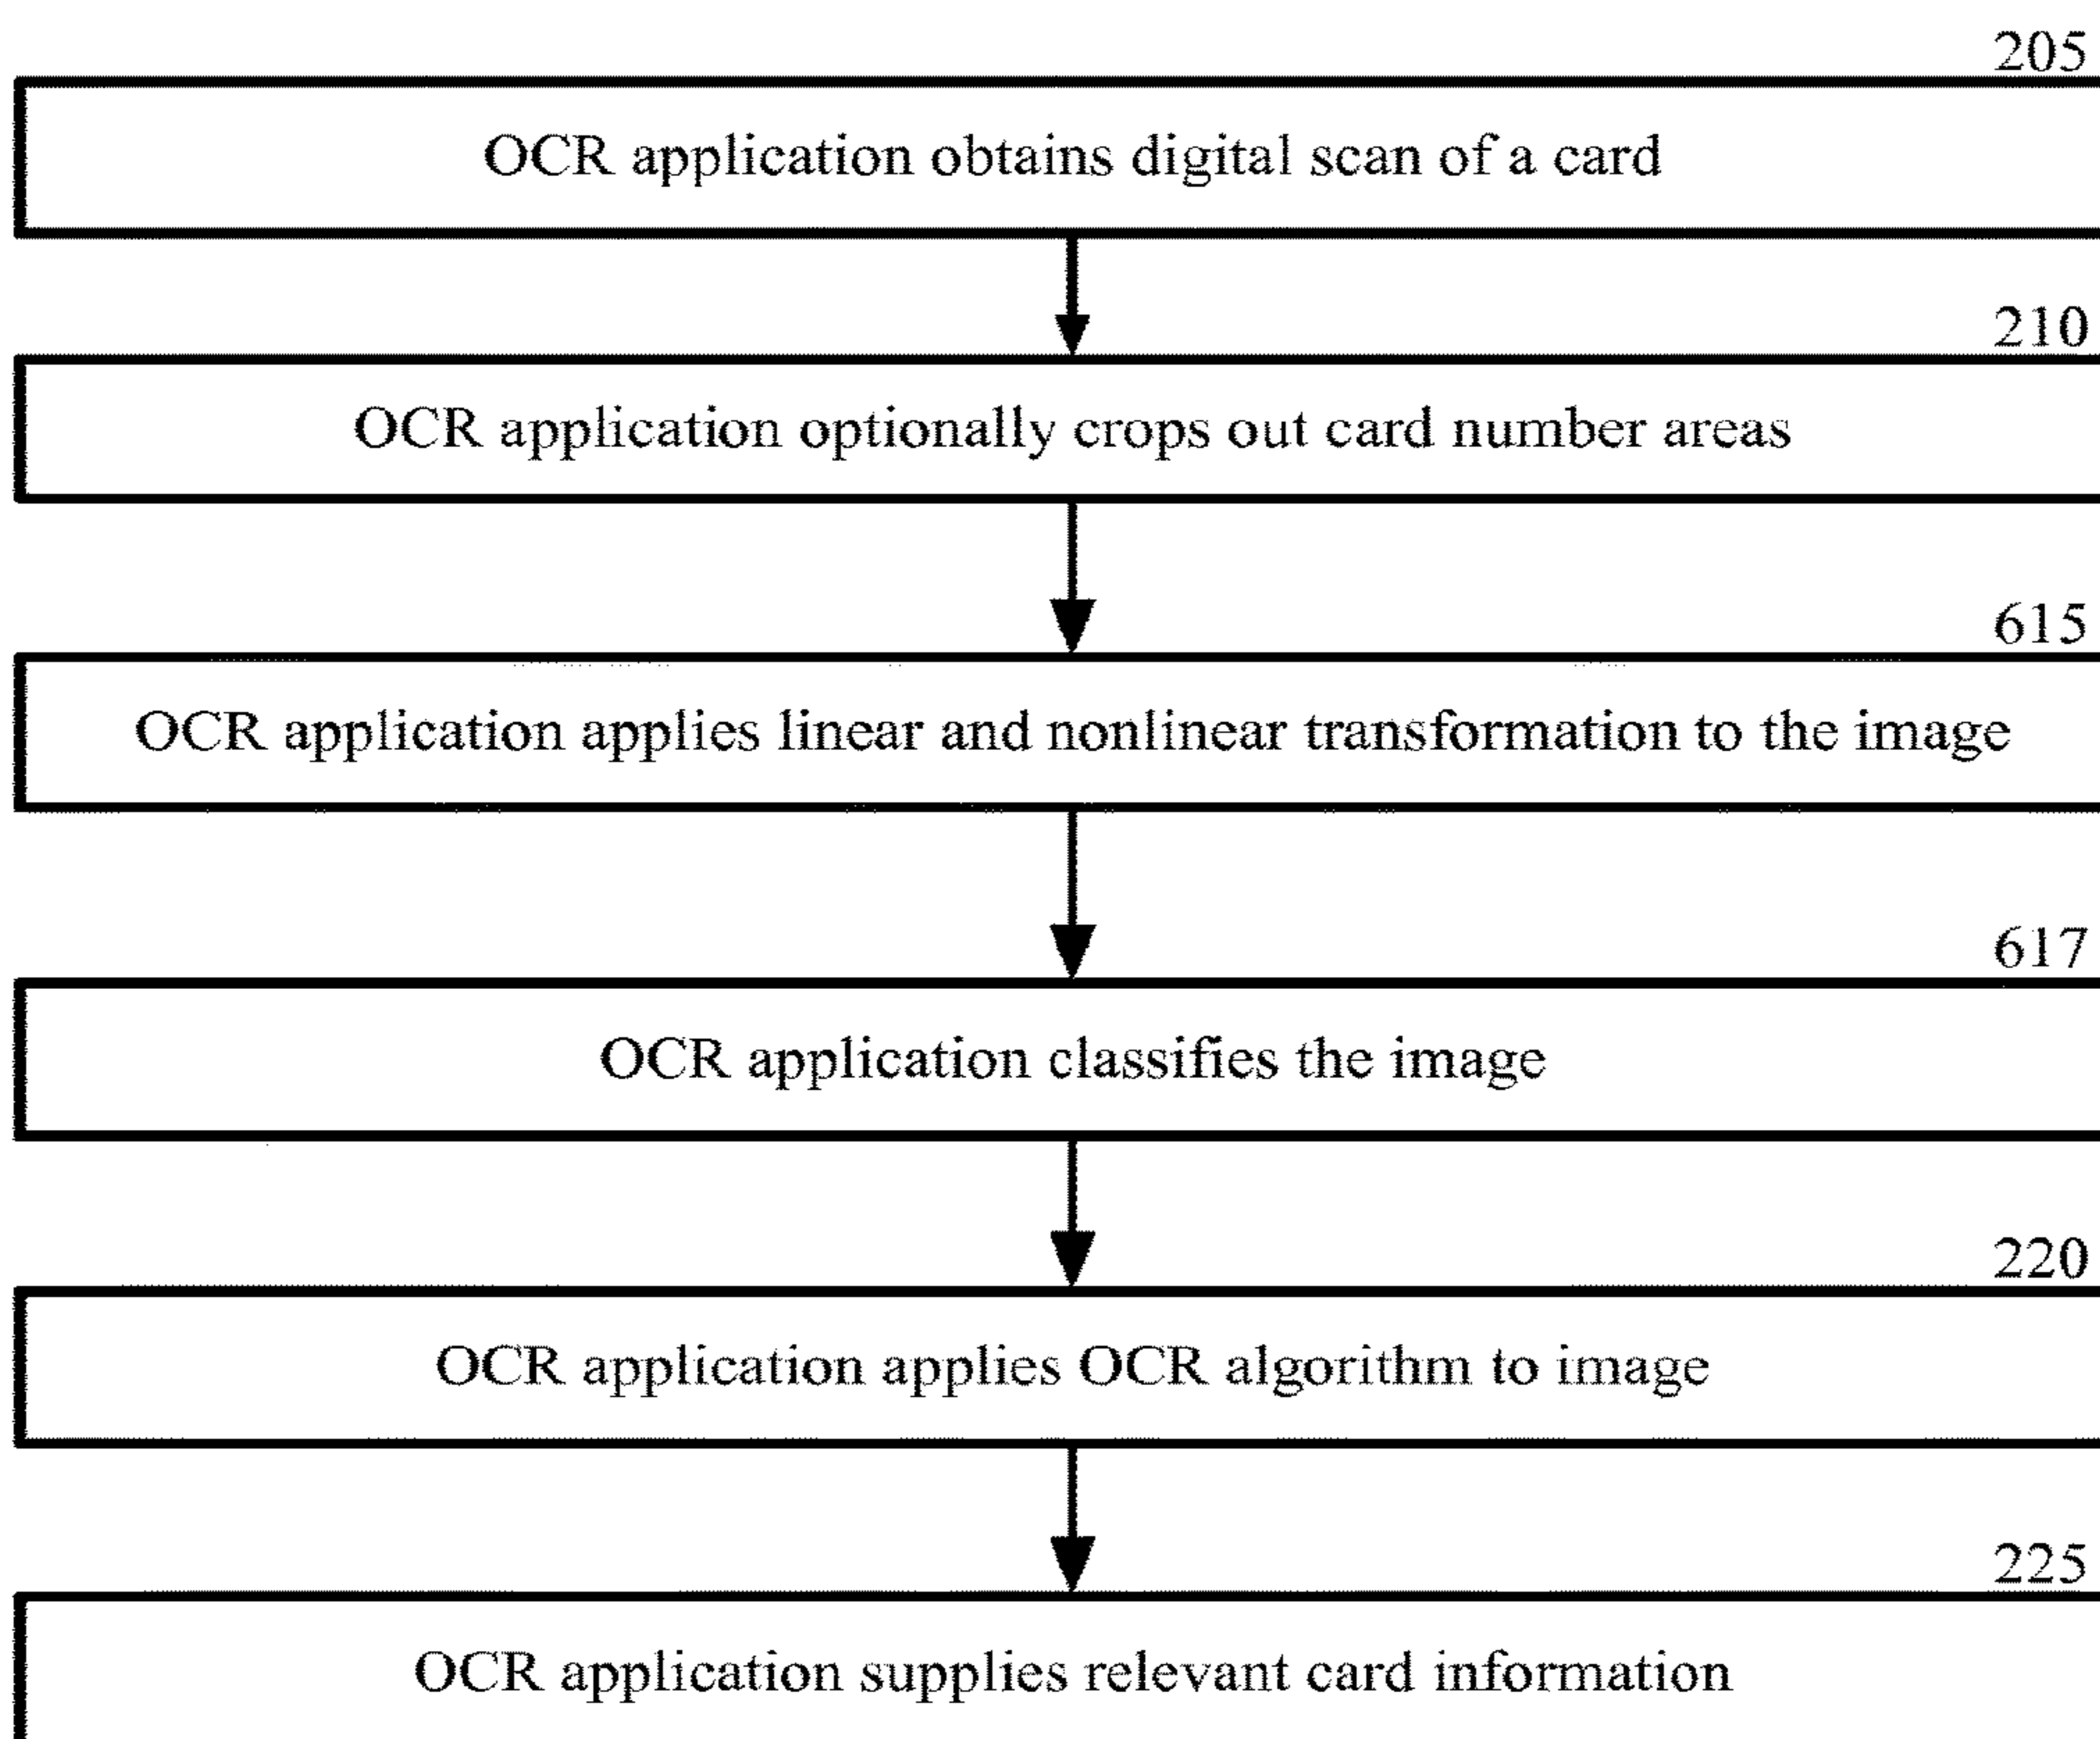 205
OCR application obtains digital scan of a card
210
OCR application optionally crops out card number areas
615
OCR application applies linear and nonlinear transformation to the image
617
OCR application classifies the image
220
OCR application applies OCR algorithm to image
225
OCR application supplies relevant card information